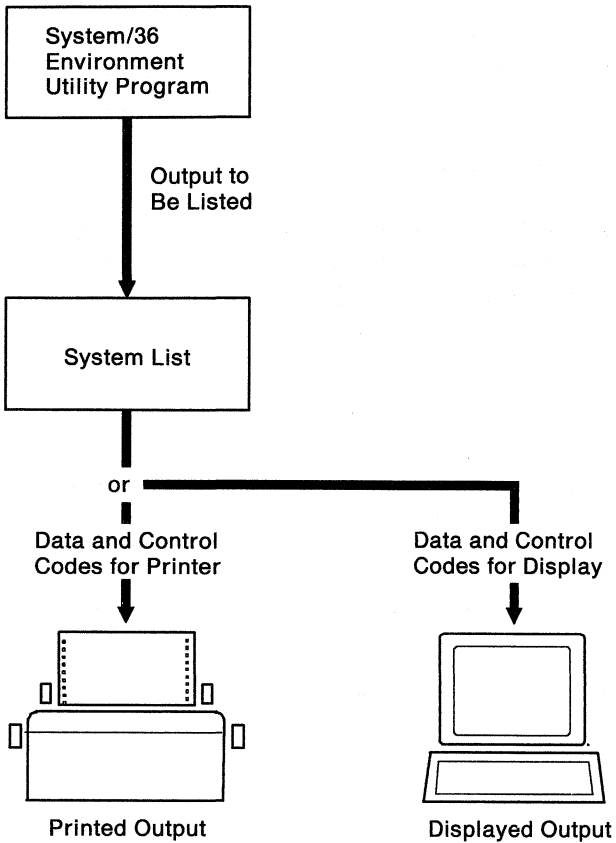 System/36
Environment
Utility Program
Output to
Be Listed
System List
or
Data and Control
Codes for Printer
Data and Control
Codes for Display
Printed Output
Displayed Output